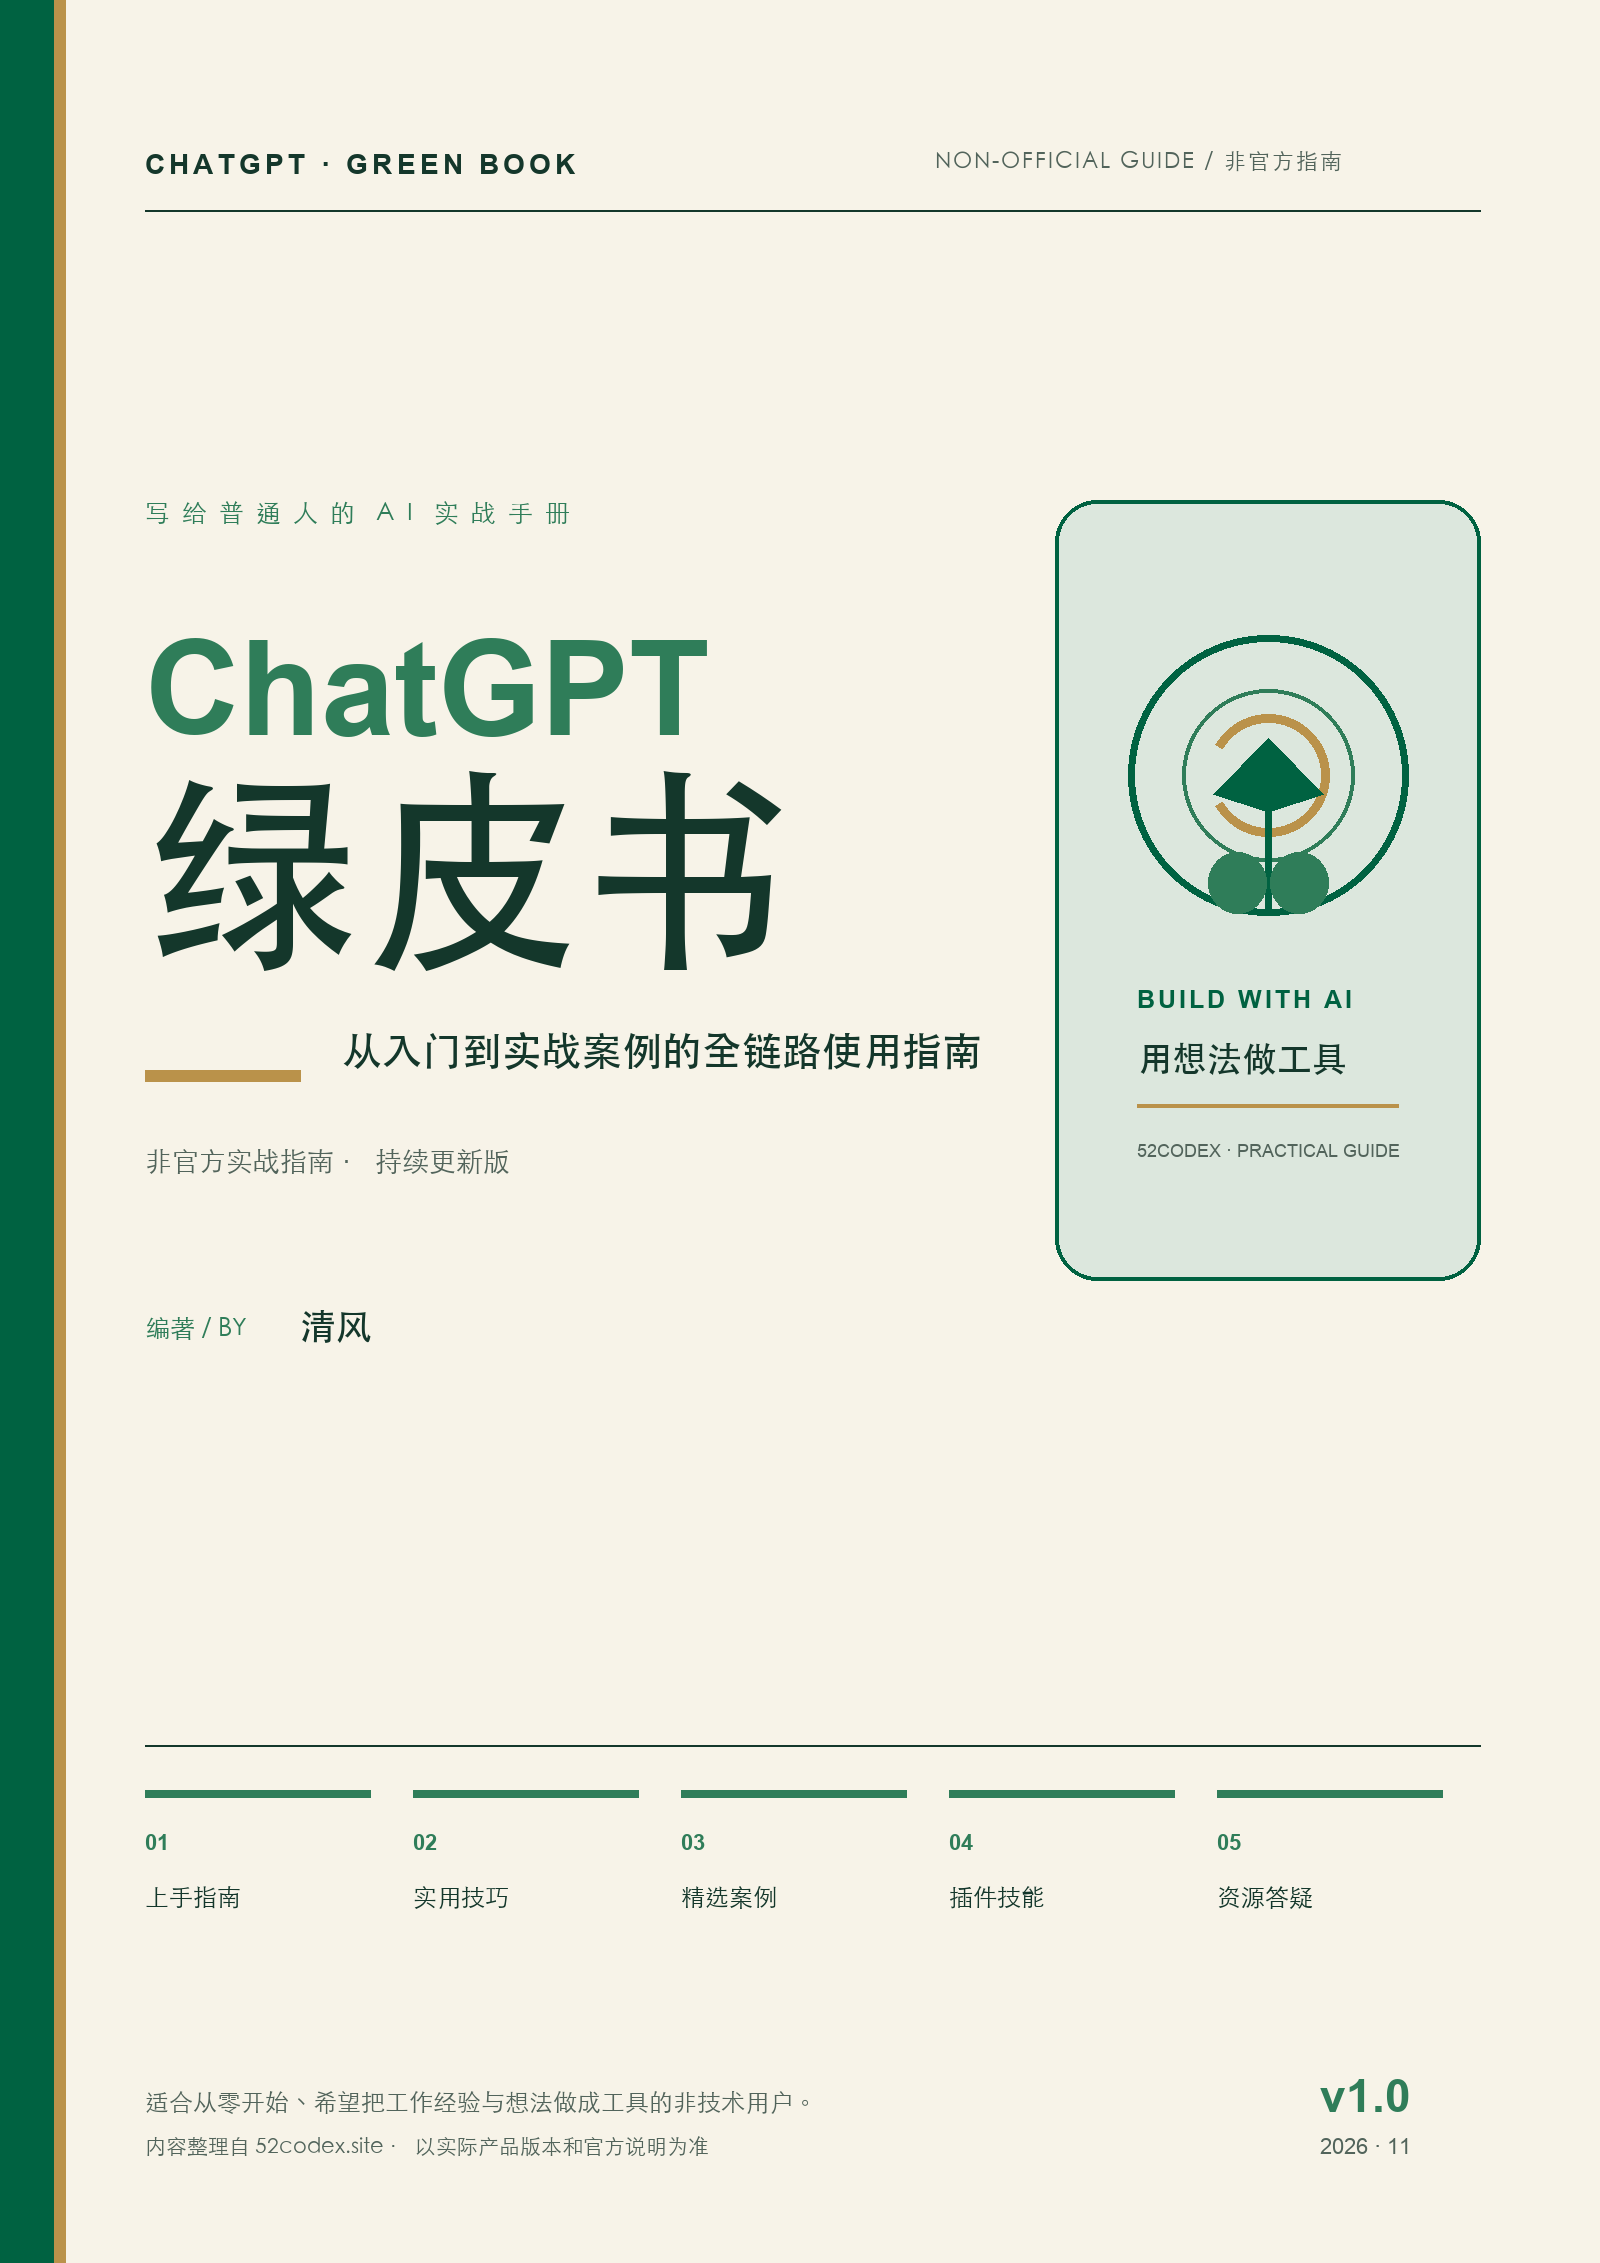 CHATGPT · GREEN BOOK
NON-OFFICIAL GUIDE / 非官方指南
写给普通人的 AI 实战手册
ChatGPT
绿皮书
从入门到实战案例的全链路使用指南
非官方实战指南 · 持续更新版
编著 / BY 清风
BUILD WITH AI
用想法做工具
52CODEX · PRACTICAL GUIDE
01
上手指南
02
实用技巧
03
精选案例
04
插件技能
05
资源答疑
适合从零开始、希望把工作经验与想法做成工具的非技术用户。
内容整理自 52codex.site · 以实际产品版本和官方说明为准
v1.0
2026 · 11